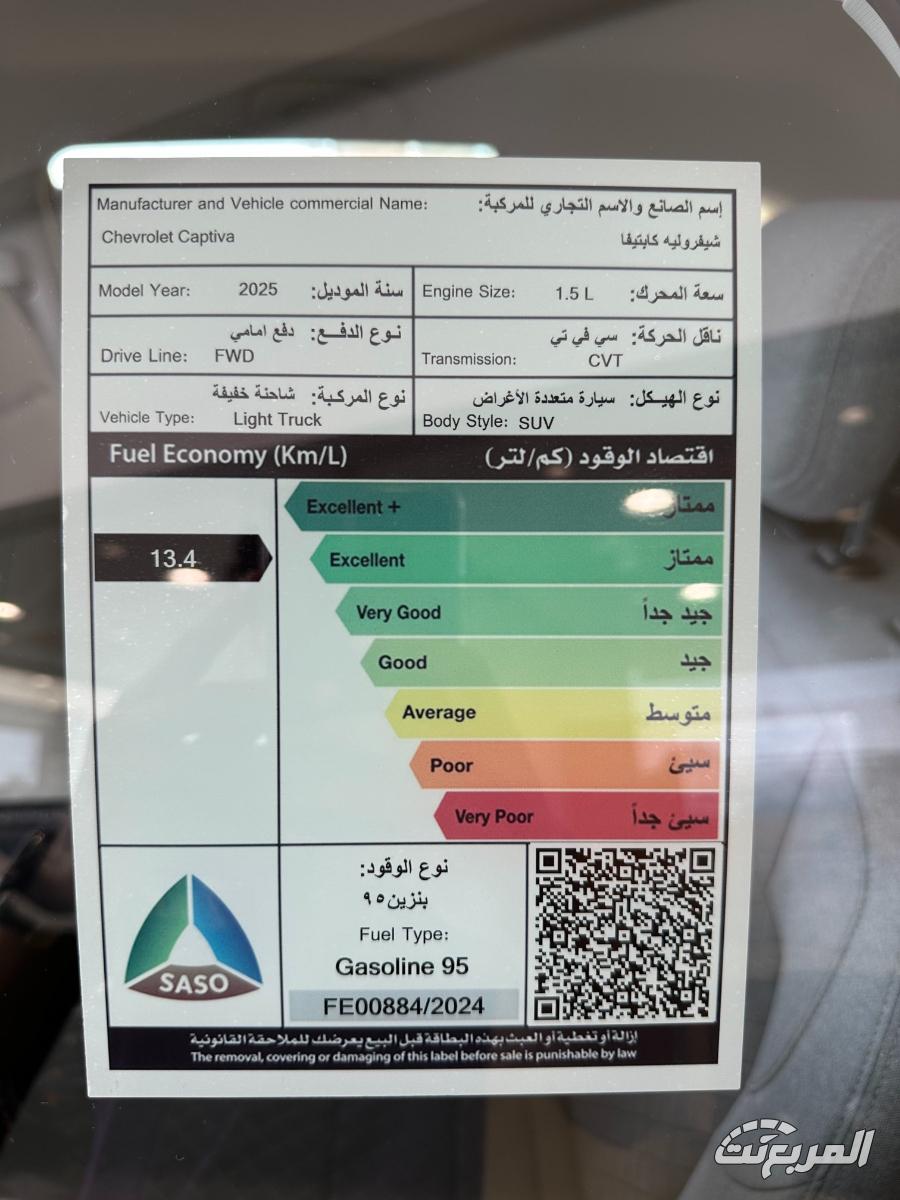 Manufacturer and Vehicle commercial Name: إسم الصانع والاسم التجاري للمركبة:
Chevrolet Captiva شيفروليه كابتيفا
Model Year: 2025 سنة الموديل:
Engine Size: 1.5 L سعة المحرك:
نوع الدفع: دفع امامي
Drive Line: FWD
ناقل الحركة: سي في تي
Transmission: CVT
نوع المركبة: شاحنة خفيفة
Vehicle Type: Light Truck
نوع الهيكل: سيارة متعددة الأغراض
Body Style: SUV
Fuel Economy (Km/L) اقتصاد الوقود (كم/لتر)
Excellent + ممتاز
13.4
Excellent ممتاز
Very Good جيد جداً
Good جيد
Average متوسط
Poor سيئ
Very Poor سيئ جداً
SASO
نوع الوقود:
بنزين ٩٥
Fuel Type:
Gasoline 95
FE00884/2024
إزالة أو تغطية أو العبث بهذه البطاقة قبل البيع يعرضك للملاحقة القانونية
The removal, covering or damaging of this label before sale is punishable by law
المربع نت